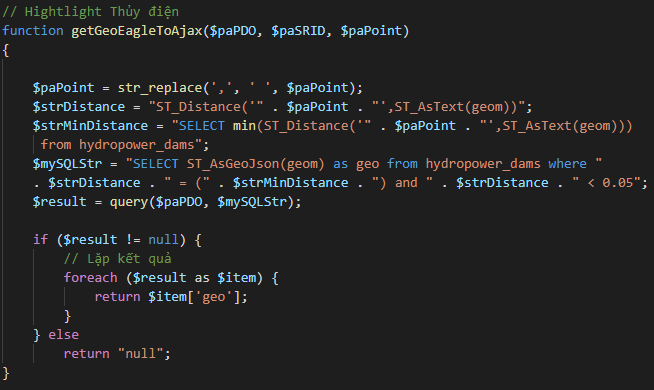 // Hightlight Thủy điện
function getGeoEagleToAjax($paPDO, $paSRID, $paPoint)
{
$paPoint = str_replace(',', ' ', $paPoint);
$strDistance = "ST_Distance('" . $paPoint . "',ST_AsText(geom))";
$strMinDistance = "SELECT min(ST_Distance('" . $paPoint . "',ST_AsText(geom)))
from hydropower_dams";
$mySQLStr = "SELECT ST_AsGeoJson(geom) as geo from hydropower_dams where "
. $strDistance . " = (" . $strMinDistance . ") and " . $strDistance . " < 0.05";
$result = query($paPDO, $mySQLStr);
if ($result != null) {
// Lặp kết quả
foreach ($result as $item) {
return $item['geo'];
}
} else
return "null";
}